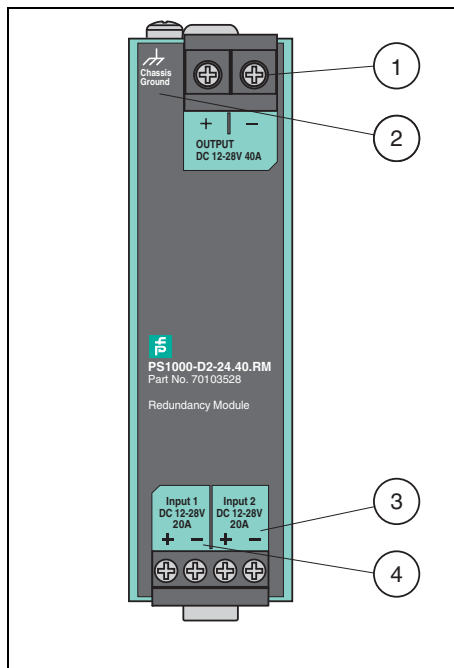 Chassis
Ground
+ −
OUTPUT
DC 12-28V 40A
1
2
PS1000-D2-24.40.RM
Part No. 70103528
Redundancy Module
Input 1 Input 2
DC 12-28V DC 12-28V
20A 20A
+ − + −
3
4